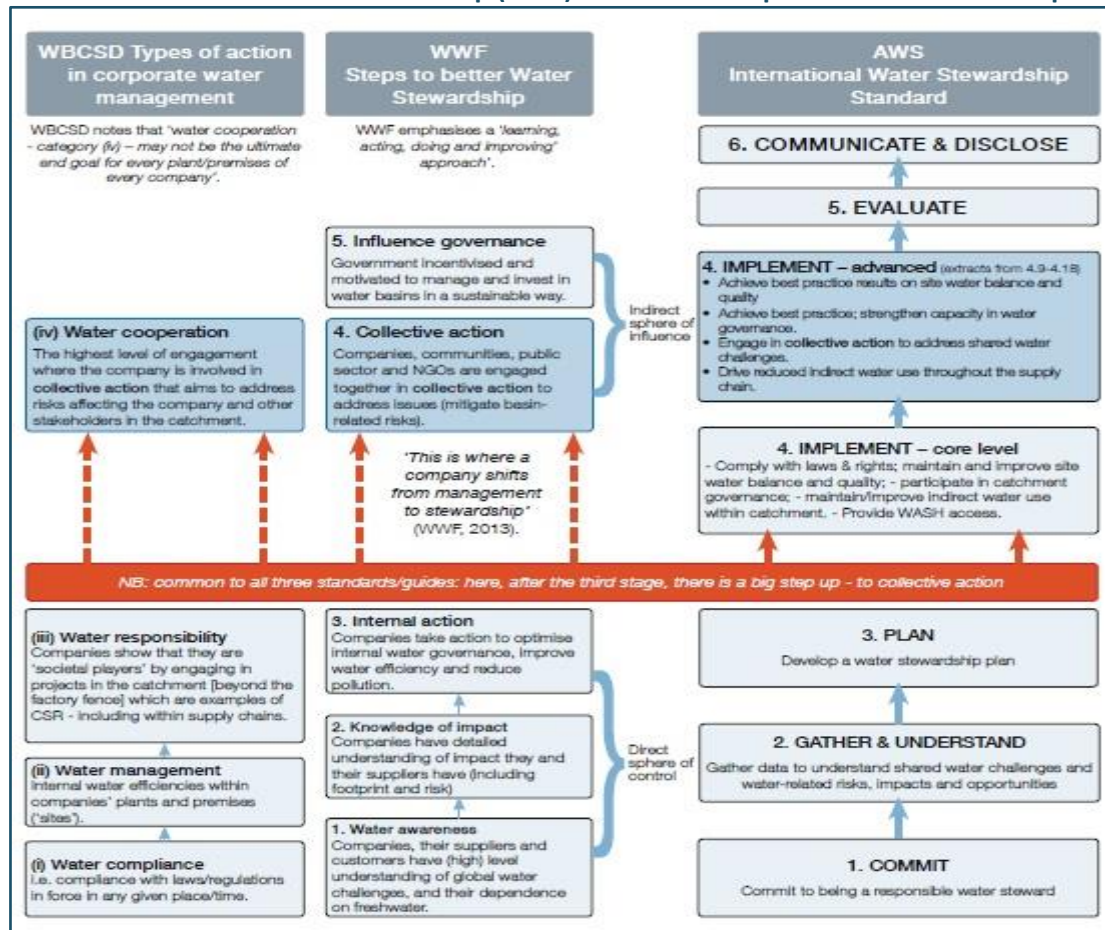 WBCSD Types of action
in corporate water
management
WBCSD notes that 'water cooperation
- category (iv) – may not be the ultimate
end goal for every plant/premises of
every company'.
(iv) Water cooperation
The highest level of engagement
where the company is involved in
collective action that aims to address
risks affecting the company and other
stakeholders in the catchment.
WWF
Steps to better Water
Stewardship
WWF emphasises a 'learning,
acting, doing and improving'
approach'.
5. Influence governance
Government incentivised and
motivated to manage and invest in
water basins in a sustainable way.
4. Collective action
Companies, communities, public
sector and NGOs are engaged
together in collective action to
address issues (mitigate basin-
related risks).
Indirect
sphere of
influence
'This is where a
company shifts
from management
to stewardship'
(WWF, 2013).
AWS
International Water Stewardship
Standard
6. COMMUNICATE & DISCLOSE
5. EVALUATE
4. IMPLEMENT – advanced (extracts from 4.9-4.18)
• Achieve best practice results on site water balance and
quality
• Achieve best practice; strengthen capacity in water
governance.
• Engage in collective action to address shared water
challenges.
• Drive reduced indirect water use throughout the supply
chain.
4. IMPLEMENT – core level
- Comply with laws & rights; maintain and improve site
water balance and quality; - participate in catchment
governance; - maintain/improve indirect water use
within catchment. - Provide WASH access.
NB: common to all three standards/guides: here, after the third stage, there is a big step up - to collective action
(iii) Water responsibility
Companies show that they are
'societal players' by engaging in
projects in the catchment [beyond the
factory fence] which are examples of
CSR - including within supply chains.
(ii) Water management
Internal water efficiencies within
companies' plants and premises
('sites').
(i) Water compliance
i.e. compliance with laws/regulations
in force in any given place/time.
3. Internal action
Companies take action to optimise
internal water governance, improve
water efficiency and reduce
pollution.
2. Knowledge of impact
Companies have detailed
understanding of impact they and
their suppliers have (including
footprint and risk)
1. Water awareness
Companies, their suppliers and
customers have (high) level
understanding of global water
challenges, and their dependence
on freshwater.
Direct
sphere of
control
3. PLAN
Develop a water stewardship plan
2. GATHER & UNDERSTAND
Gather data to understand shared water challenges and
water-related risks, impacts and opportunities
1. COMMIT
Commit to being a responsible water steward